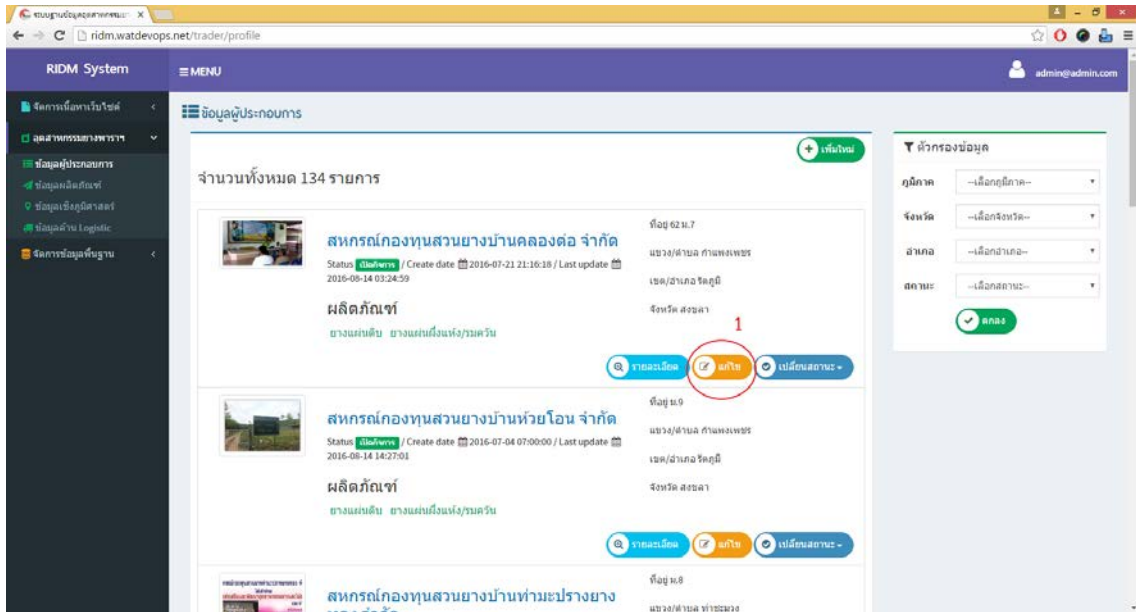 ridm.watdevops.net/trader/profile
RIDM System
MENU
admin@admin.com
จัดการเนื้อหาเว็บไซต์
อุตสาหกรรมยางพาราฯ
ข้อมูลผู้ประกอบการ
ข้อมูลผลิตภัณฑ์
ข้อมูลเชิงภูมิศาสตร์
ข้อมูลด้าน Logistic
จัดการข้อมูลพื้นฐาน
ข้อมูลผู้ประกอบการ
เพิ่มใหม่
จำนวนทั้งหมด 134 รายการ
สหกรณ์กองทุนสวนยางบ้านคลองต่อ จำกัด
Status เปิดกิจการ / Create date 2016-07-21 21:16:18 / Last update
2016-08-14 03:24:59
ผลิตภัณฑ์
ยางแผ่นดิบ ยางแผ่นผึ่งแห้ง/รมควัน
ที่อยู่ 62 ม.7
แขวง/ตำบล กำแพงเพชร
เขต/อำเภอ รัตภูมิ
จังหวัด สงขลา
1
รายละเอียด แก้ไข เปลี่ยนสถานะ
สหกรณ์กองทุนสวนยางบ้านห้วยโอน จำกัด
Status เปิดกิจการ / Create date 2016-07-04 07:00:00 / Last update
2016-08-14 14:27:01
ผลิตภัณฑ์
ยางแผ่นดิบ ยางแผ่นผึ่งแห้ง/รมควัน
ที่อยู่ ม.9
แขวง/ตำบล กำแพงเพชร
เขต/อำเภอ รัตภูมิ
จังหวัด สงขลา
รายละเอียด แก้ไข เปลี่ยนสถานะ
สหกรณ์กองทุนสวนยางบ้านท่ามะปรางยาง
ที่อยู่ ม.8
แขวง/ตำบล ท่าชะมวง
ตัวกรองข้อมูล
ภูมิภาค --เลือกภูมิภาค--
จังหวัด --เลือกจังหวัด--
อำเภอ --เลือกอำเภอ--
สถานะ --เลือกสถานะ--
ตกลง